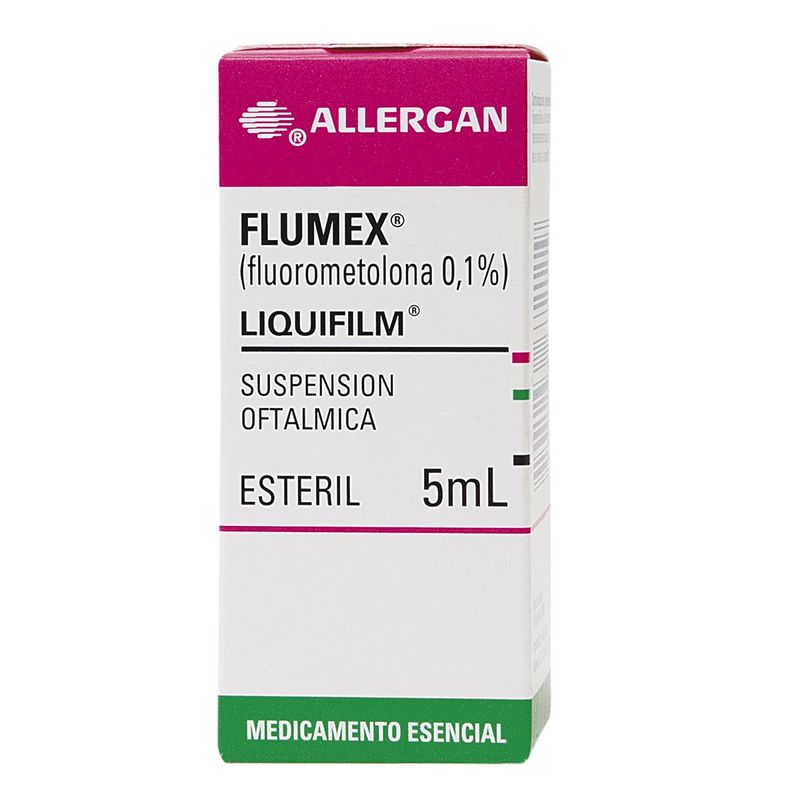 ALLERGAN
®
FLUMEX®
(fluorometolona 0,1%)
LIQUIFILM®
SUSPENSION
OFTALMICA
ESTERIL 5mL
MEDICAMENTO ESENCIAL